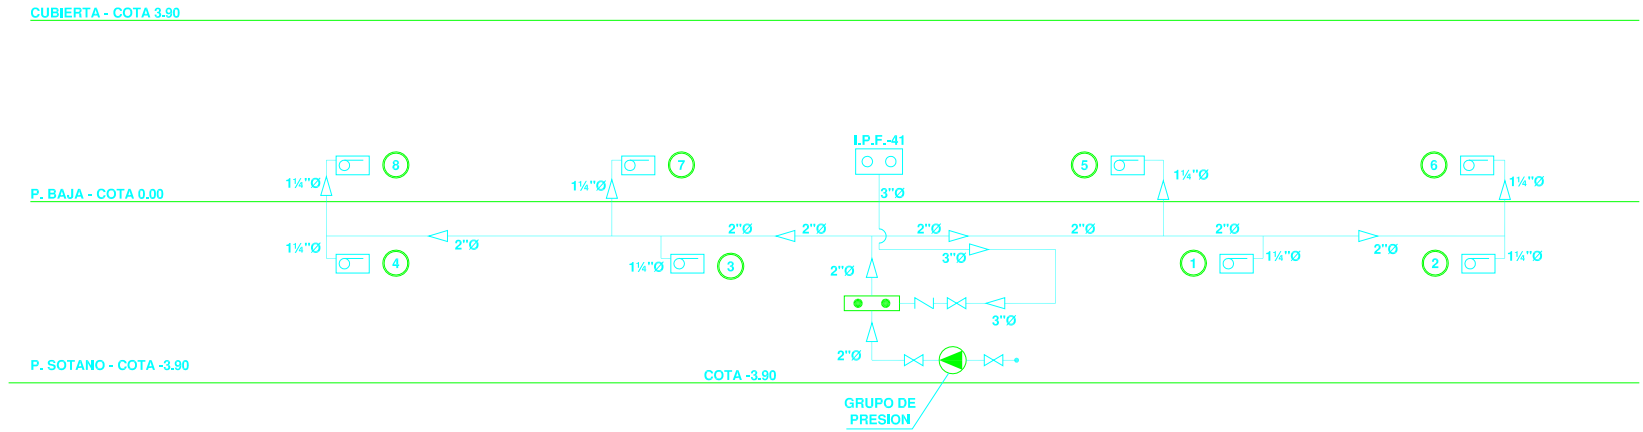 CUBIERTA - COTA 3.90
I.P.F.-41
8
7
5
6
1¼"Ø
1¼"Ø
1¼"Ø
1¼"Ø
P. BAJA - COTA 0.00
3"Ø
2"Ø
2"Ø
2"Ø
2"Ø
2"Ø
2"Ø
2"Ø
1¼"Ø
1¼"Ø
1¼"Ø
3"Ø
4
1¼"Ø
3
2"Ø
1
2
3"Ø
2"Ø
P. SOTANO - COTA -3.90
COTA -3.90
GRUPO DE
PRESION